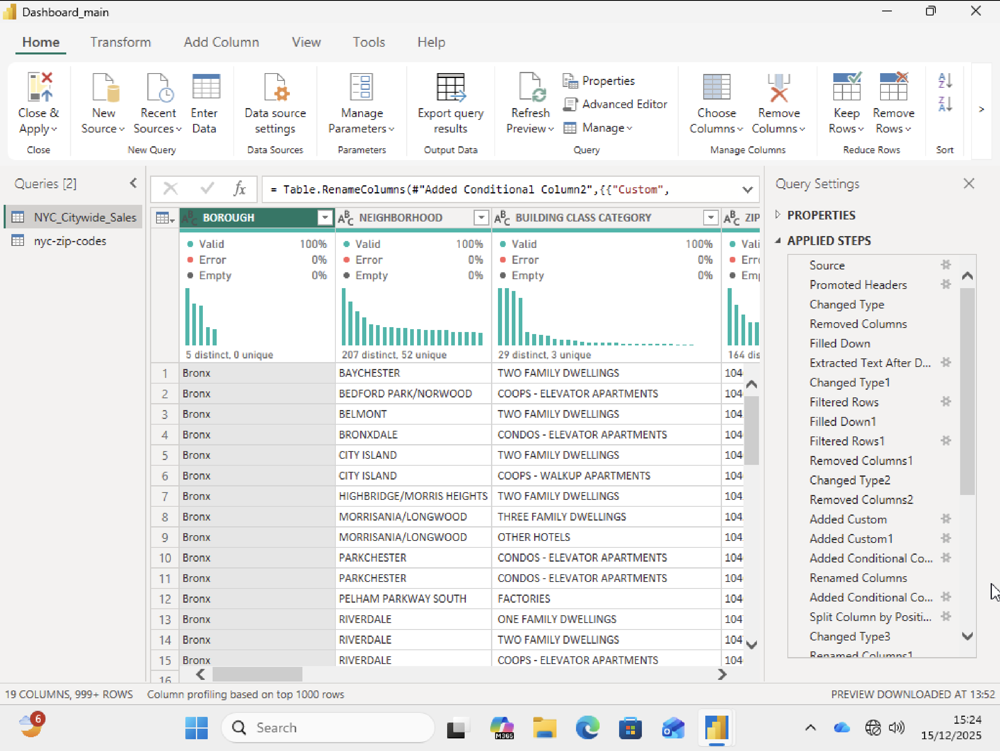 Dashboard_main
Home Transform Add Column View Tools Help
Close & Apply
Close
New Source
Recent Sources
Enter Data
New Query
Data source settings
Data Sources
Manage Parameters
Parameters
Export query results
Output Data
Refresh Preview
Properties
Advanced Editor
Manage
Query
Choose Columns
Remove Columns
Manage Columns
Keep Rows
Remove Rows
Reduce Rows
Sort
Queries [2]
NYC_Citywide_Sales
nyc-zip-codes
fx = Table.RenameColumns(#"Added Conditional Column2",{{"Custom",
BOROUGH NEIGHBORHOOD BUILDING CLASS CATEGORY ZIP
Valid 100% Valid 100% Valid 100% Vali
Error 0% Error 0% Error 0% Erro
Empty 0% Empty 0% Empty 0% Emp
5 distinct, 0 unique 207 distinct, 52 unique 29 distinct, 3 unique 164 dis
1 Bronx BAYCHESTER TWO FAMILY DWELLINGS 104
2 Bronx BEDFORD PARK/NORWOOD COOPS - ELEVATOR APARTMENTS 104
3 Bronx BELMONT TWO FAMILY DWELLINGS 104
4 Bronx BRONXDALE CONDOS - ELEVATOR APARTMENTS 104
5 Bronx CITY ISLAND TWO FAMILY DWELLINGS 104
6 Bronx CITY ISLAND COOPS - WALKUP APARTMENTS 104
7 Bronx HIGHBRIDGE/MORRIS HEIGHTS TWO FAMILY DWELLINGS 104
8 Bronx MORRISANIA/LONGWOOD THREE FAMILY DWELLINGS 104
9 Bronx MORRISANIA/LONGWOOD OTHER HOTELS 104
10 Bronx PARKCHESTER CONDOS - ELEVATOR APARTMENTS 104
11 Bronx PARKCHESTER CONDOS - ELEVATOR APARTMENTS 104
12 Bronx PELHAM PARKWAY SOUTH FACTORIES 104
13 Bronx RIVERDALE ONE FAMILY DWELLINGS 104
14 Bronx RIVERDALE TWO FAMILY DWELLINGS 104
15 Bronx RIVERDALE COOPS - ELEVATOR APARTMENTS 104
16
Query Settings
PROPERTIES
APPLIED STEPS
Source
Promoted Headers
Changed Type
Removed Columns
Filled Down
Extracted Text After D...
Changed Type1
Filtered Rows
Filled Down1
Filtered Rows1
Removed Columns1
Changed Type2
Removed Columns2
Added Custom
Added Custom1
Added Conditional Co...
Renamed Columns
Added Conditional Co...
Split Column by Positi...
Changed Type3
Renamed Columns1
19 COLUMNS, 999+ ROWS Column profiling based on top 1000 rows PREVIEW DOWNLOADED AT 13:52
6
Search
M365
15:24
15/12/2025